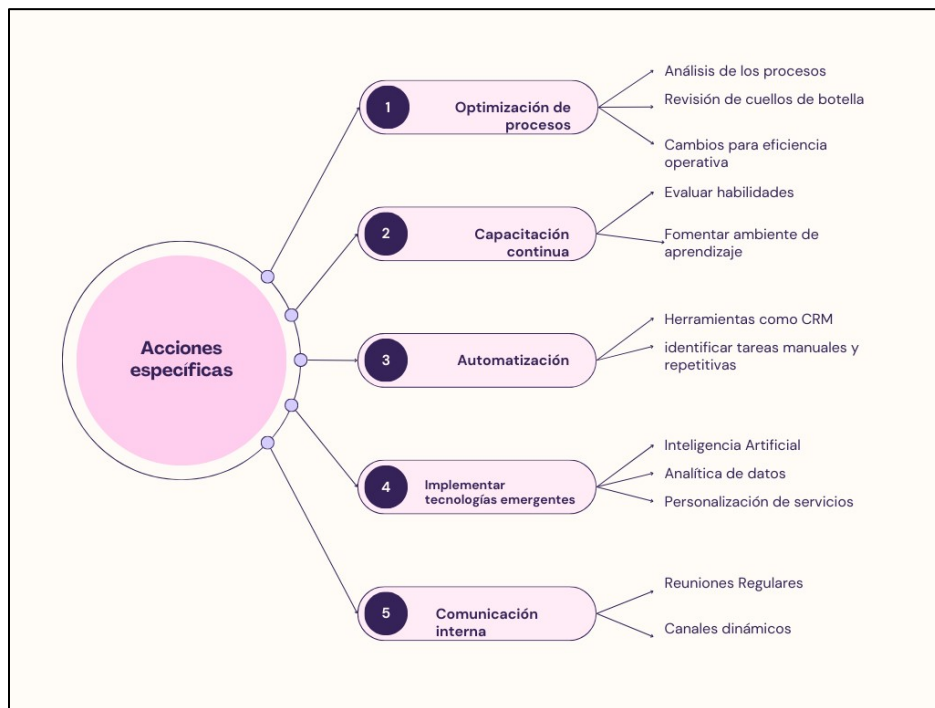 Acciones
específicas
1
Optimización de
procesos
Análisis de los procesos
Revisión de cuellos de botella
Cambios para eficiencia
operativa
2
Capacitación
continua
Evaluar habilidades
Fomentar ambiente de
aprendizaje
3
Automatización
Herramientas como CRM
identificar tareas manuales y
repetitivas
4
Implementar
tecnologías emergentes
Inteligencia Artificial
Analítica de datos
Personalización de servicios
5
Comunicación
interna
Reuniones Regulares
Canales dinámicos